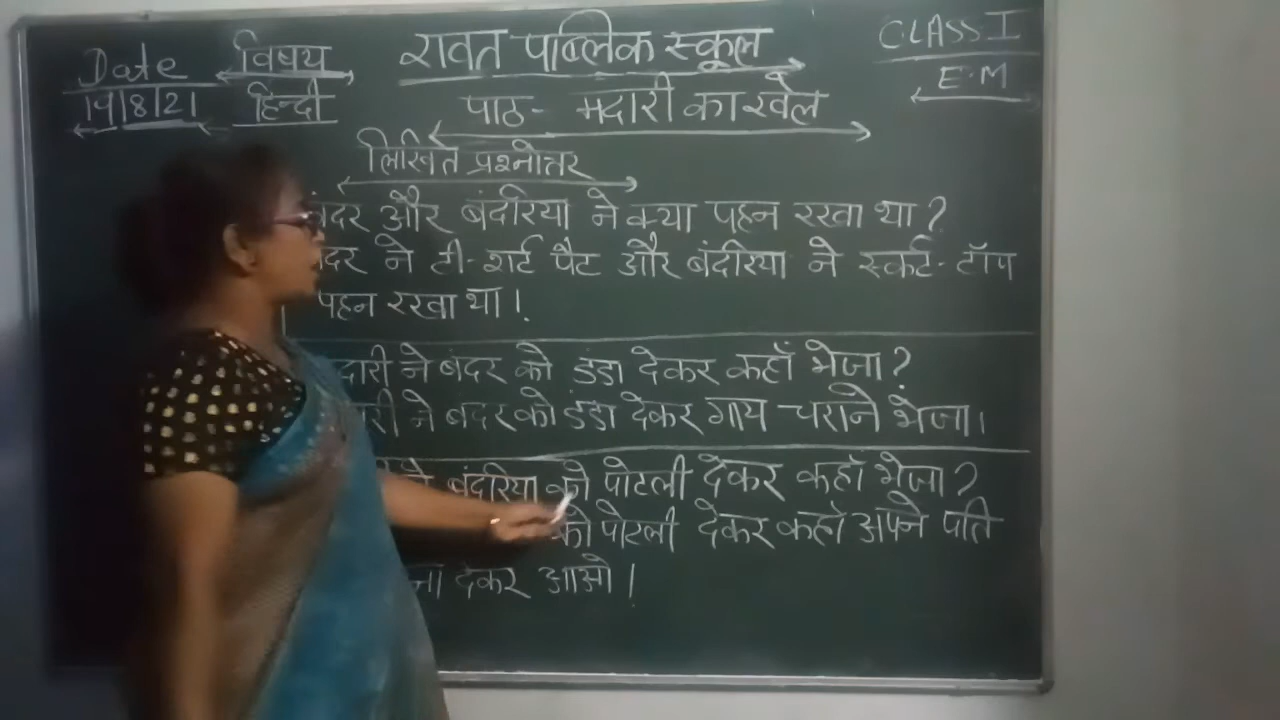 Date विषय रावत पब्लिक स्कूल CLASS I
19/8/21 हिन्दी पाठ- मदारी का खेल E.M
लिखित प्रश्नोत्तर
बंदर और बंदरिया ने क्या पहन रखा था?
दर ने टी-शर्ट पैट और बंदरिया ने स्कर्ट-टॉप
पहन रखा था।
दारी ने बंदर को डंडा देकर कहाँ भेजा?
री ने बदर को डंडा देकर गाय चराने भेजा।
ने बंदरिया को पोटली देकर कहाँ भेजा?
को पोटली देकर कहाँ अपने पति
ना देकर आओ।